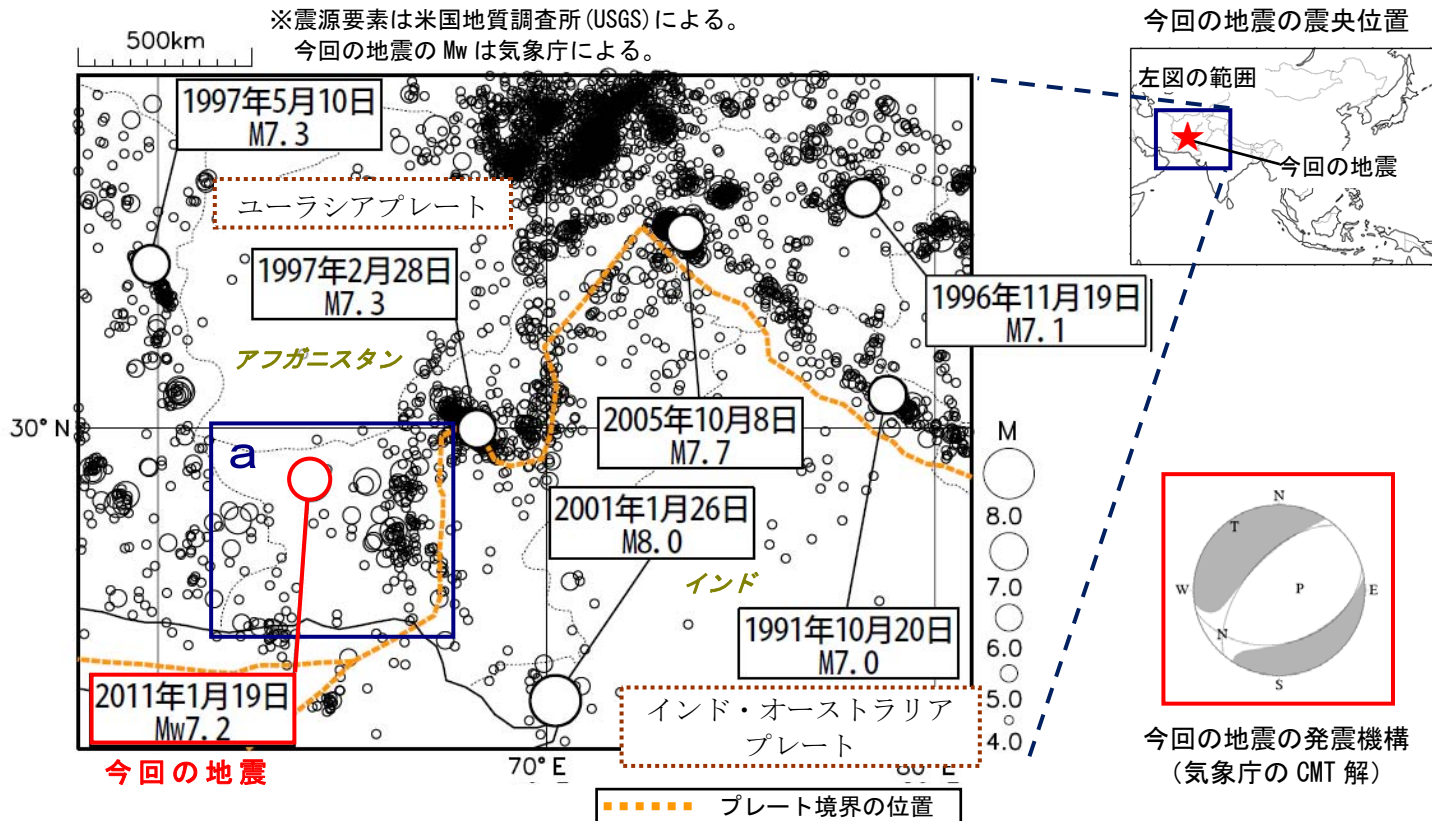 ※震源要素は米国地質調査所(USGS)による。
今回の地震の Mw は気象庁による。
500km
今回の地震の震央位置
左図の範囲
今回の地震
1997年5月10日
M7.3
ユーラシアプレート
1997年2月28日
M7.3
1996年11月19日
M7.1
アフガニスタン
2005年10月8日
M7.7
30°N
a
2001年1月26日
M8.0
インド
1991年10月20日
M7.0
2011年1月19日
Mw7.2
今回の地震
インド・オーストラリア
プレート
70°E
80°E
プレート境界の位置
M
8.0
7.0
6.0
5.0
4.0
N
T
W
P
E
N
S
今回の地震の発震機構
(気象庁の CMT 解)